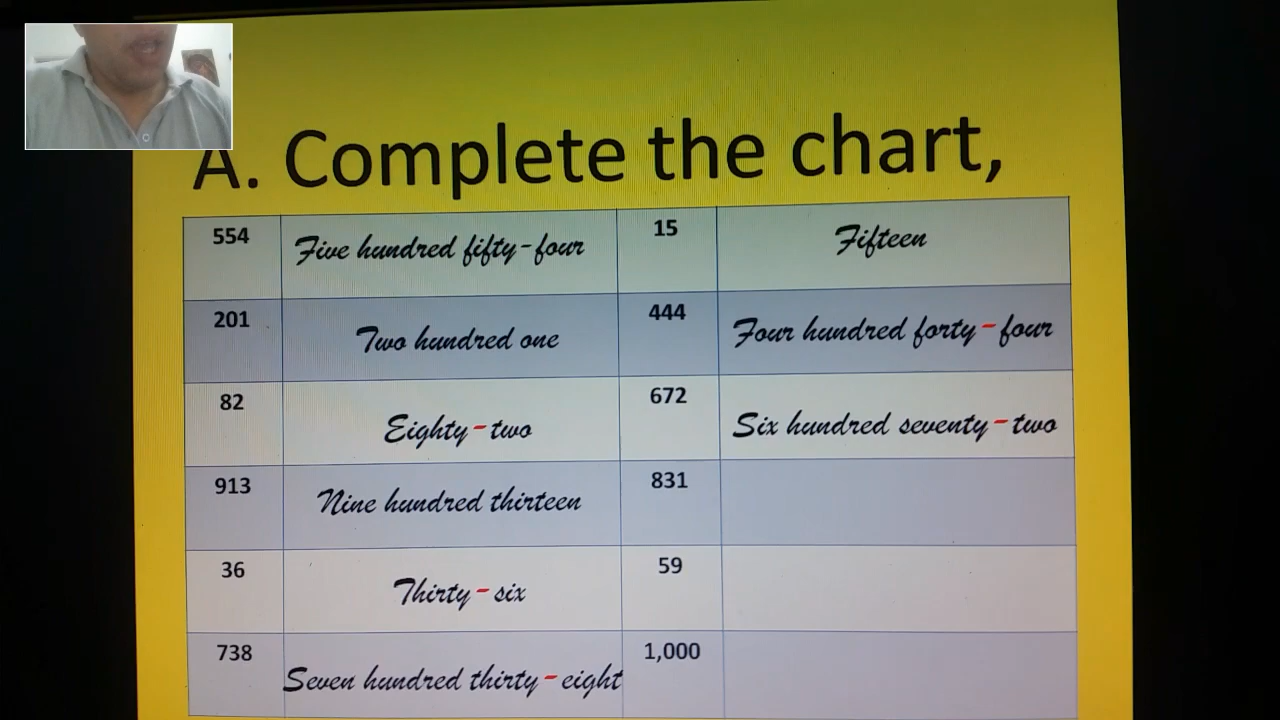 A. Complete the chart,
554 Five hundred fifty-four 15 Fifteen
201 Two hundred one 444 Four hundred forty-four
82 Eighty-two 672 Six hundred seventy-two
913 Nine hundred thirteen 831
36 Thirty-six 59
738 Seven hundred thirty-eight 1,000